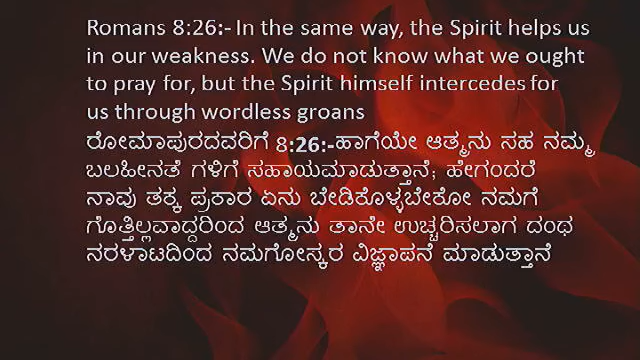 Romans 8:26:- In the same way, the Spirit helps us
in our weakness. We do not know what we ought
to pray for, but the Spirit himself intercedes for
us through wordless groans
ರೋಮಾಪುರದವರಿಗೆ 8:26:-ಹಾಗೆಯೇ ಆತ್ಮನು ಸಹ ನಮ್ಮ
ಬಲಹೀನತೆ ಗಳಿಗೆ ಸಹಾಯಮಾಡುತ್ತಾನೆ; ಹೇಗಂದರೆ
ನಾವು ತಕ್ಕ ಪ್ರಕಾರ ಏನು ಬೇಡಿಕೊಳ್ಳಬೇಕೋ ನಮಗೆ
ಗೊತ್ತಿಲ್ಲವಾದ್ದರಿಂದ ಆತ್ಮನು ತಾನೇ ಉಚ್ಚರಿಸಲಾಗ ದಂಥ
ನರಳಾಟದಿಂದ ನಮಗೋಸ್ಕರ ವಿಜ್ಞಾಪನೆ ಮಾಡುತ್ತಾನೆ